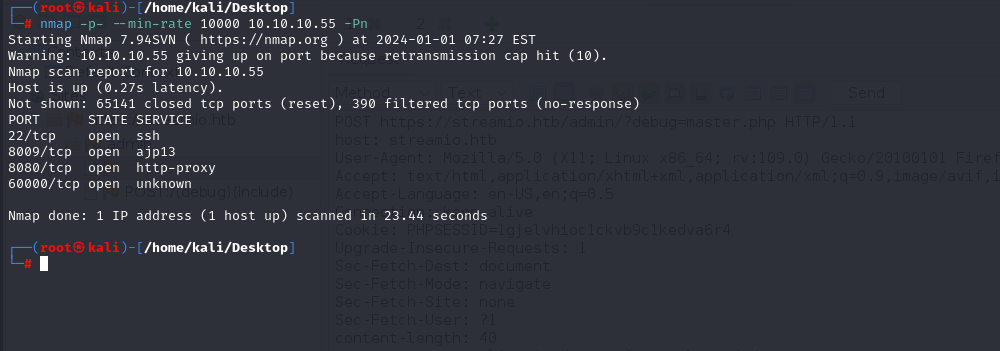 ┌──(root㉿kali)-[/home/kali/Desktop]
└─# nmap -p- --min-rate 10000 10.10.10.55 -Pn
Starting Nmap 7.94SVN ( https://nmap.org ) at 2024-01-01 07:27 EST
Warning: 10.10.10.55 giving up on port because retransmission cap hit (10).
Nmap scan report for 10.10.10.55
Host is up (0.27s latency).
Not shown: 65141 closed tcp ports (reset), 390 filtered tcp ports (no-response)
PORT      STATE SERVICE
22/tcp    open  ssh
8009/tcp  open  ajp13
8080/tcp  open  http-proxy
60000/tcp open  unknown
Nmap done: 1 IP address (1 host up) scanned in 23.44 seconds
┌──(root㉿kali)-[/home/kali/Desktop]
└─#
Method Text Send
POST https://streamio.htb/admin/?debug=master.php HTTP/1.1
host: streamio.htb
User-Agent: Mozilla/5.0 (X11; Linux x86_64; rv:109.0) Gecko/20100101
Accept: text/html,application/xhtml+xml,application/xml;q=0.9,image/avif,i
Accept-Language: en-US,en;q=0.5
alive
Cookie: PHPSESSID=
Upgrade-Insecure-Requests: 1
Sec-Fetch-Dest: document
Sec-Fetch-Mode: navigate
Sec-Fetch-Site: none
Sec-Fetch-User: ?1
content-length: 40
POST:/(debug)(include)